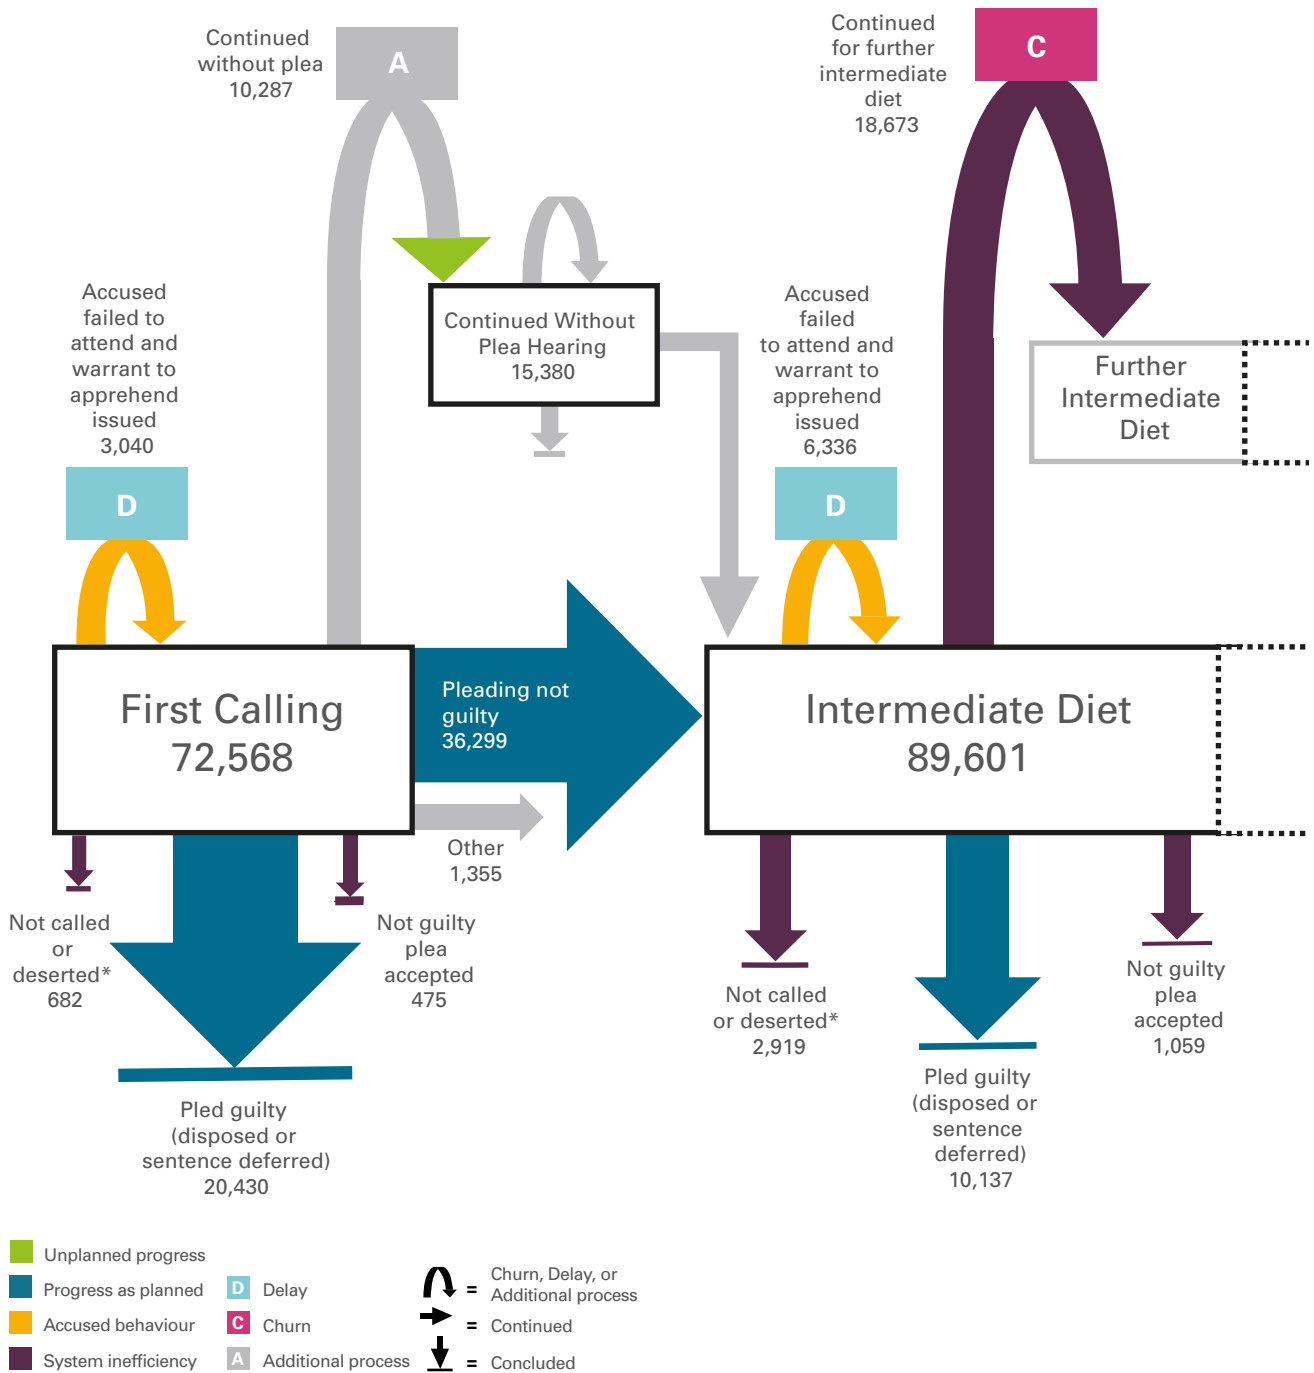 Continued
without plea
10,287
A
Continued
for further
intermediate
diet
18,673
C
Accused
failed to
attend and
warrant to
apprehend
issued
3,040
D
Continued Without
Plea Hearing
15,380
Accused
failed
to attend and
warrant to
apprehend
issued
6,336
D
Further
Intermediate
Diet
First Calling
72,568
Pleading not
guilty
36,299
Intermediate Diet
89,601
Other
1,355
Not called
or
deserted*
682
Not guilty
plea
accepted
475
Pled guilty
(disposed or
sentence deferred)
20,430
Not called
or deserted*
2,919
Pled guilty
(disposed or
sentence
deferred)
10,137
Not guilty
plea
accepted
1,059
Unplanned progress
Progress as planned
Accused behaviour
System inefficiency
D Delay
C Churn
A Additional process
= Churn, Delay, or
Additional process
= Continued
= Concluded